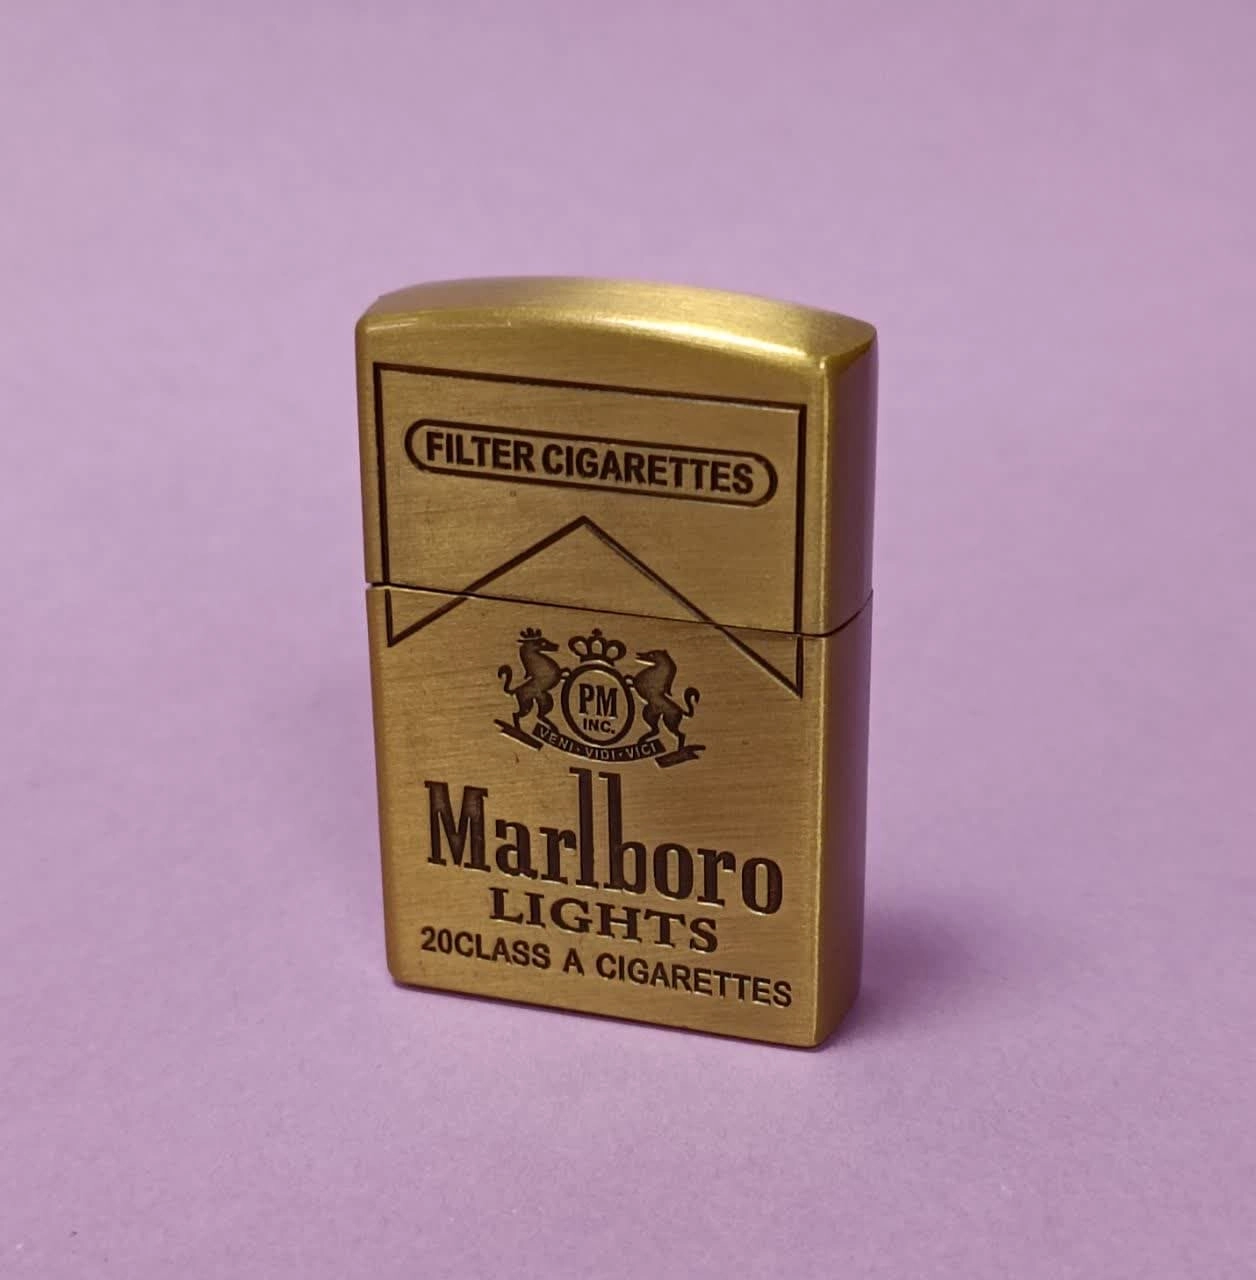 FILTER CIGARETTES
PM
INC.
VENI·VIDI·VICI
Marlboro
LIGHTS
20CLASS A CIGARETTES